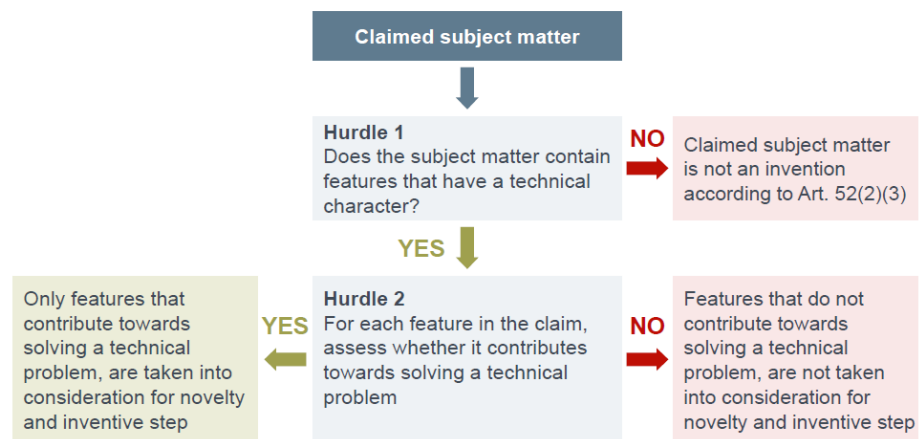 Claimed subject matter
Hurdle 1
Does the subject matter contain
features that have a technical
character?
NO
Claimed subject matter
is not an invention
according to Art. 52(2)(3)
YES
Only features that
contribute towards
solving a technical
problem, are taken into
consideration for novelty
and inventive step
YES
Hurdle 2
For each feature in the claim,
assess whether it contributes
towards solving a technical
problem
NO
Features that do not
contribute towards
solving a technical
problem, are not taken
into consideration for
novelty and inventive step